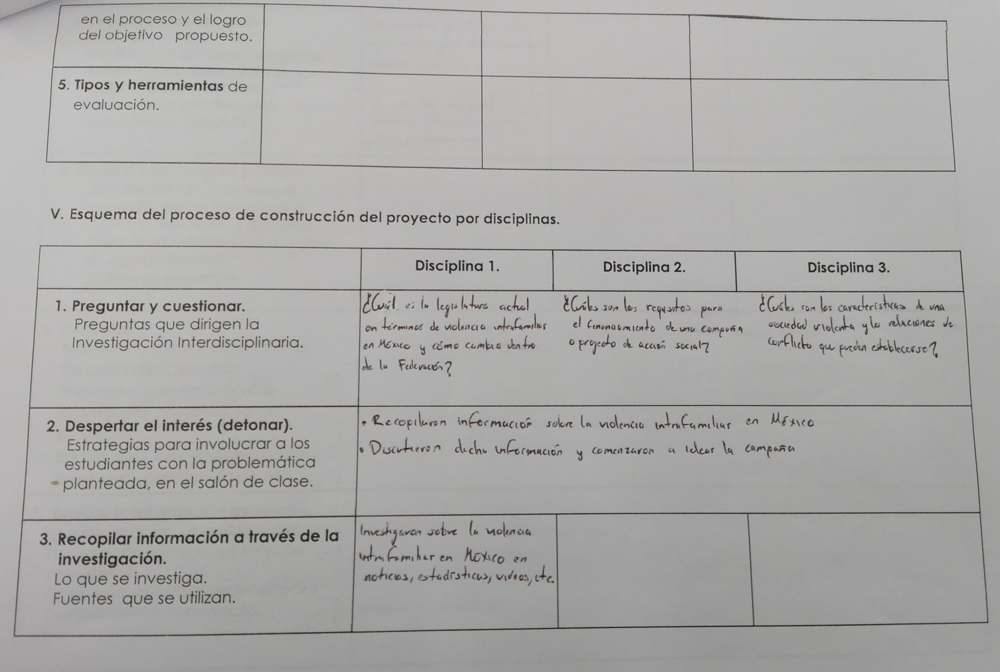 en el proceso y el logro
del objetivo propuesto.
5. Tipos y herramientas de
evaluación.
V. Esquema del proceso de construcción del proyecto por disciplinas.
Disciplina 1.
Disciplina 2.
Disciplina 3.
1. Preguntar y cuestionar.
Preguntas que dirigen la
Investigación Interdisciplinaria.
¿Cuál es la legislatura actual
en términos de violencia intrafamiliar
en México y cómo cambia dentro
de la Federación?
¿Cuáles son los requisitos para
el financiamiento de una campaña
o proyecto de acción social?
¿Cuáles son las características de una
sociedad violenta y las relaciones de
conflicto que pueden establecerse?
2. Despertar el interés (detonar).
Estrategias para involucrar a los
estudiantes con la problemática
planteada, en el salón de clase.
• Recopilaron información sobre la violencia intrafamiliar en México
• Discutieron dicha información y comenzaron a idear la campaña
3. Recopilar información a través de la
investigación.
Lo que se investiga.
Fuentes que se utilizan.
Investigaron sobre la violencia
intrafamiliar en México en
noticias, estadísticas, videos, etc.